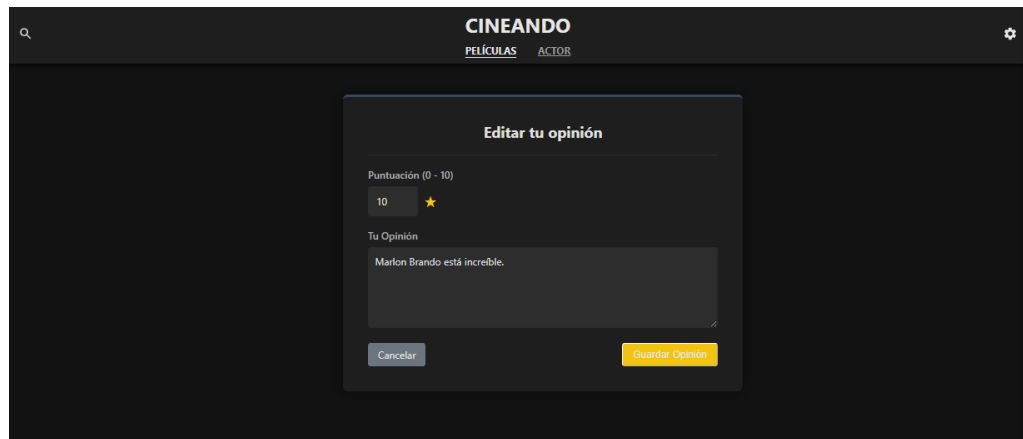 CINEANDO
PELÍCULAS ACTOR
Editar tu opinión
Puntuación (0 - 10)
10
Tu Opinión
Marlon Brando está increíble.
Cancelar Guardar Opinión